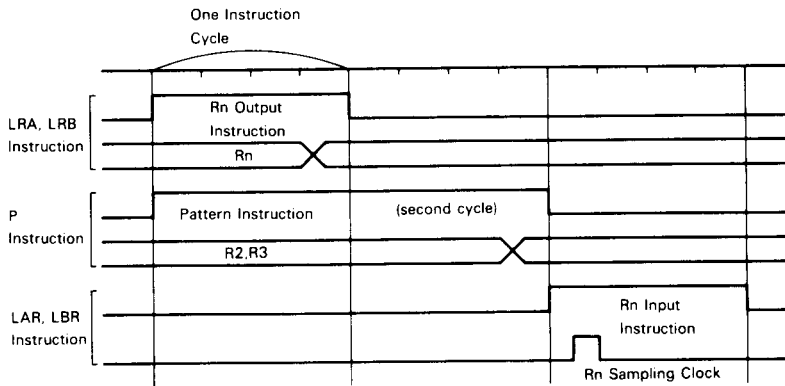 One Instruction
Cycle
LRA, LRB
Instruction
Rn Output
Instruction
Rn
P
Instruction
Pattern Instruction
(second cycle)
R2,R3
LAR, LBR
Instruction
Rn Input
Instruction
Rn Sampling Clock